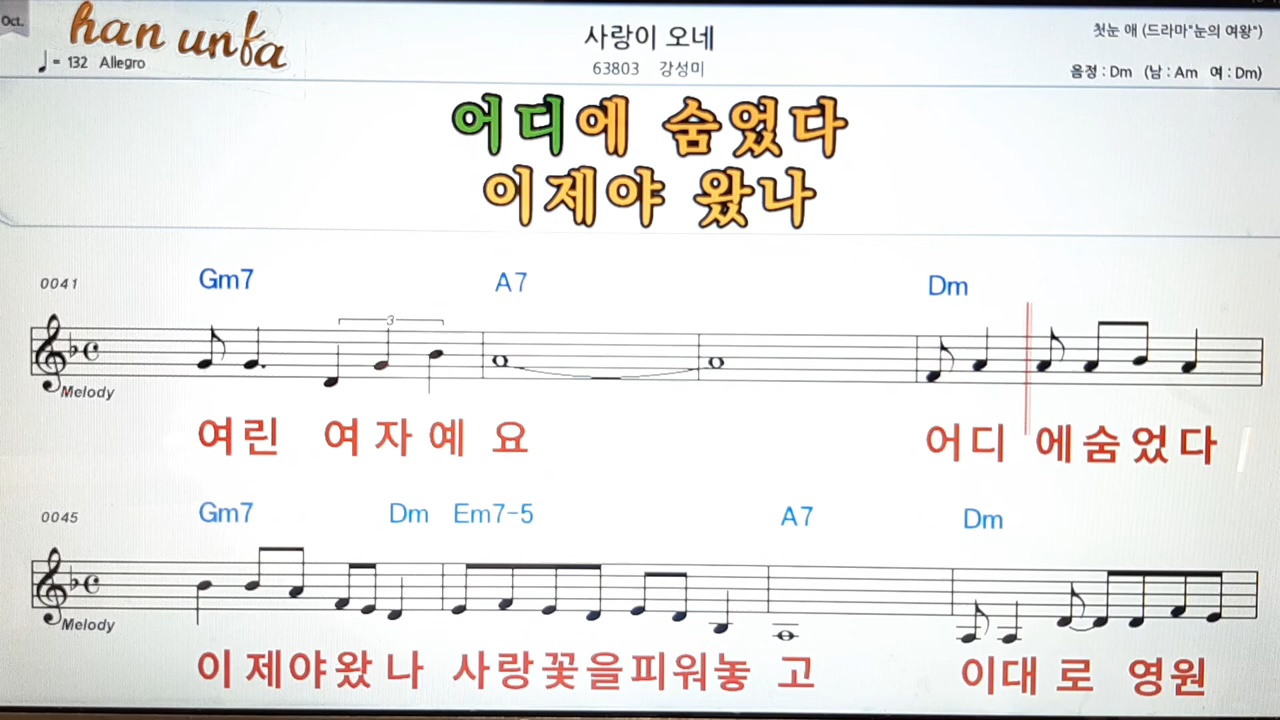 Oct.
han unfa
사랑이 오네
첫눈 애 (드라마"눈의 여왕")
♩ = 132 Allegro
63803 강성미
음정 : Dm (남 : Am 여 : Dm)
어디에 숨었다
이제야 왔나
0041 Gm7 A7 Dm
3
Melody
여린 여자예요 어디에숨었다
0045 Gm7 Dm Em7-5 A7 Dm
Melody
이제야왔나 사랑꽃을피워놓고 이대로 영원